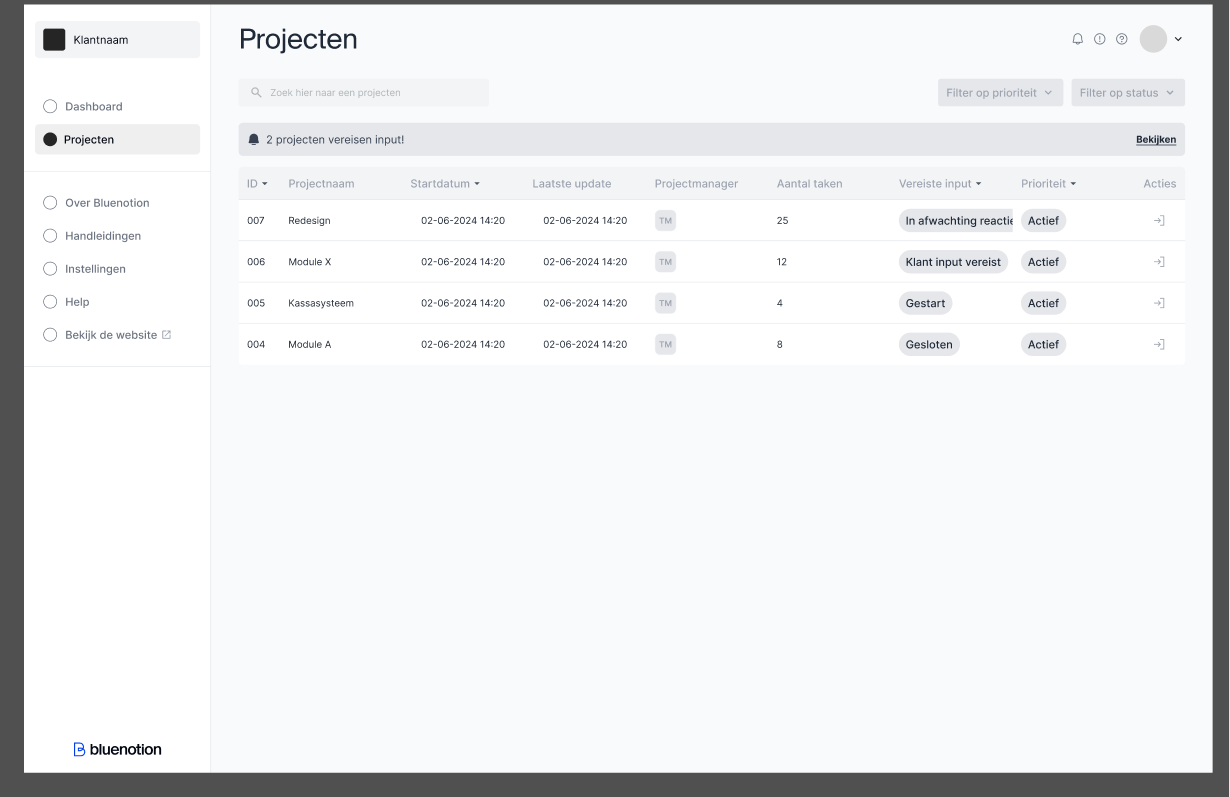 Klantnaam
Projecten
Dashboard
Projecten
Over Bluenotion
Handleidingen
Instellingen
Help
Bekijk de website
bluenotion
Zoek hier naar een projecten
Filter op prioriteit
Filter op status
2 projecten vereisen input!
Bekijken
ID Projectnaam Startdatum Laatste update Projectmanager Aantal taken Vereiste input Prioriteit Acties
007 Redesign 02-06-2024 14:20 02-06-2024 14:20 TM 25 In afwachting reactie Actief
006 Module X 02-06-2024 14:20 02-06-2024 14:20 TM 12 Klant input vereist Actief
005 Kassasysteem 02-06-2024 14:20 02-06-2024 14:20 TM 4 Gestart Actief
004 Module A 02-06-2024 14:20 02-06-2024 14:20 TM 8 Gesloten Actief